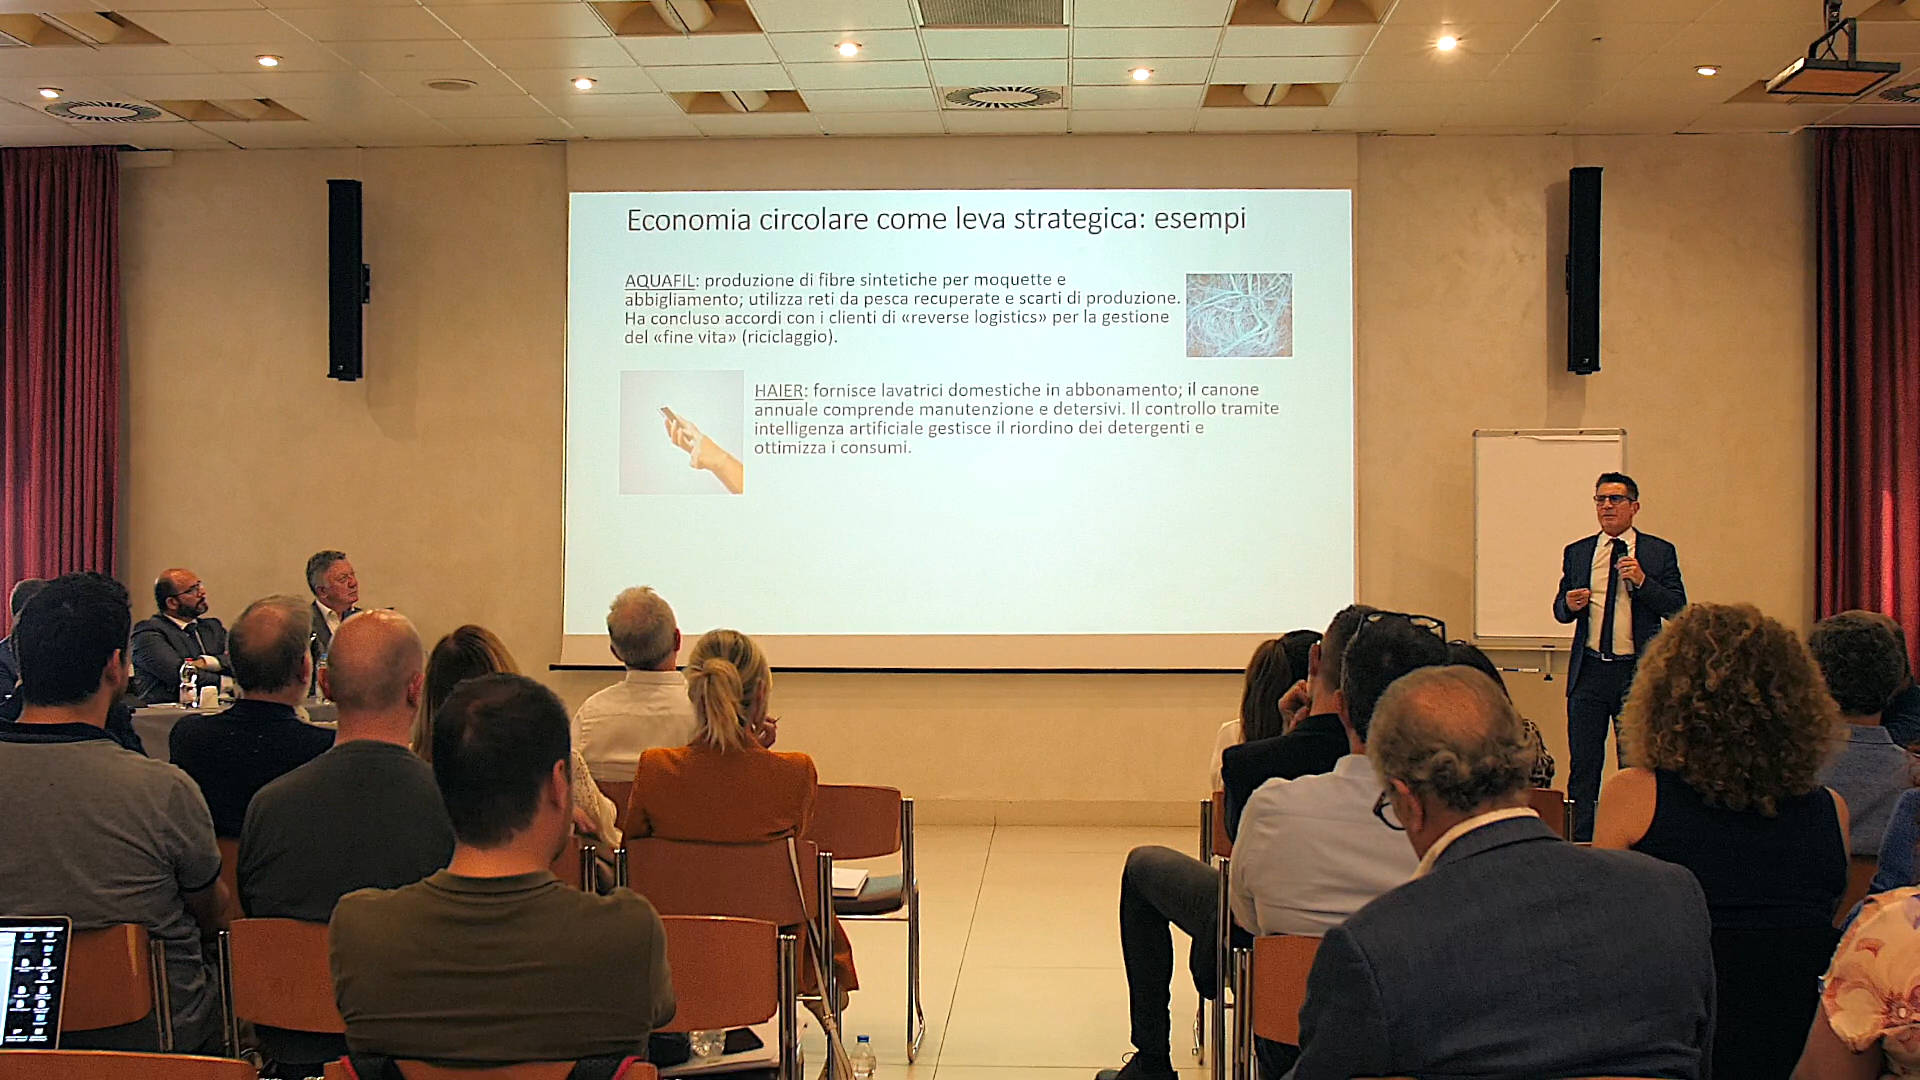 Economia circolare come leva strategica: esempi
AQUAFIL: produzione di fibre sintetiche per moquette e
abbigliamento; utilizza reti da pesca recuperate e scarti di produzione.
Ha concluso accordi con i clienti di «reverse logistics» per la gestione
del «fine vita» (riciclaggio).
HAIER: fornisce lavatrici domestiche in abbonamento; il canone
annuale comprende manutenzione e detersivi. Il controllo tramite
intelligenza artificiale gestisce il riordino dei detergenti e
ottimizza i consumi.